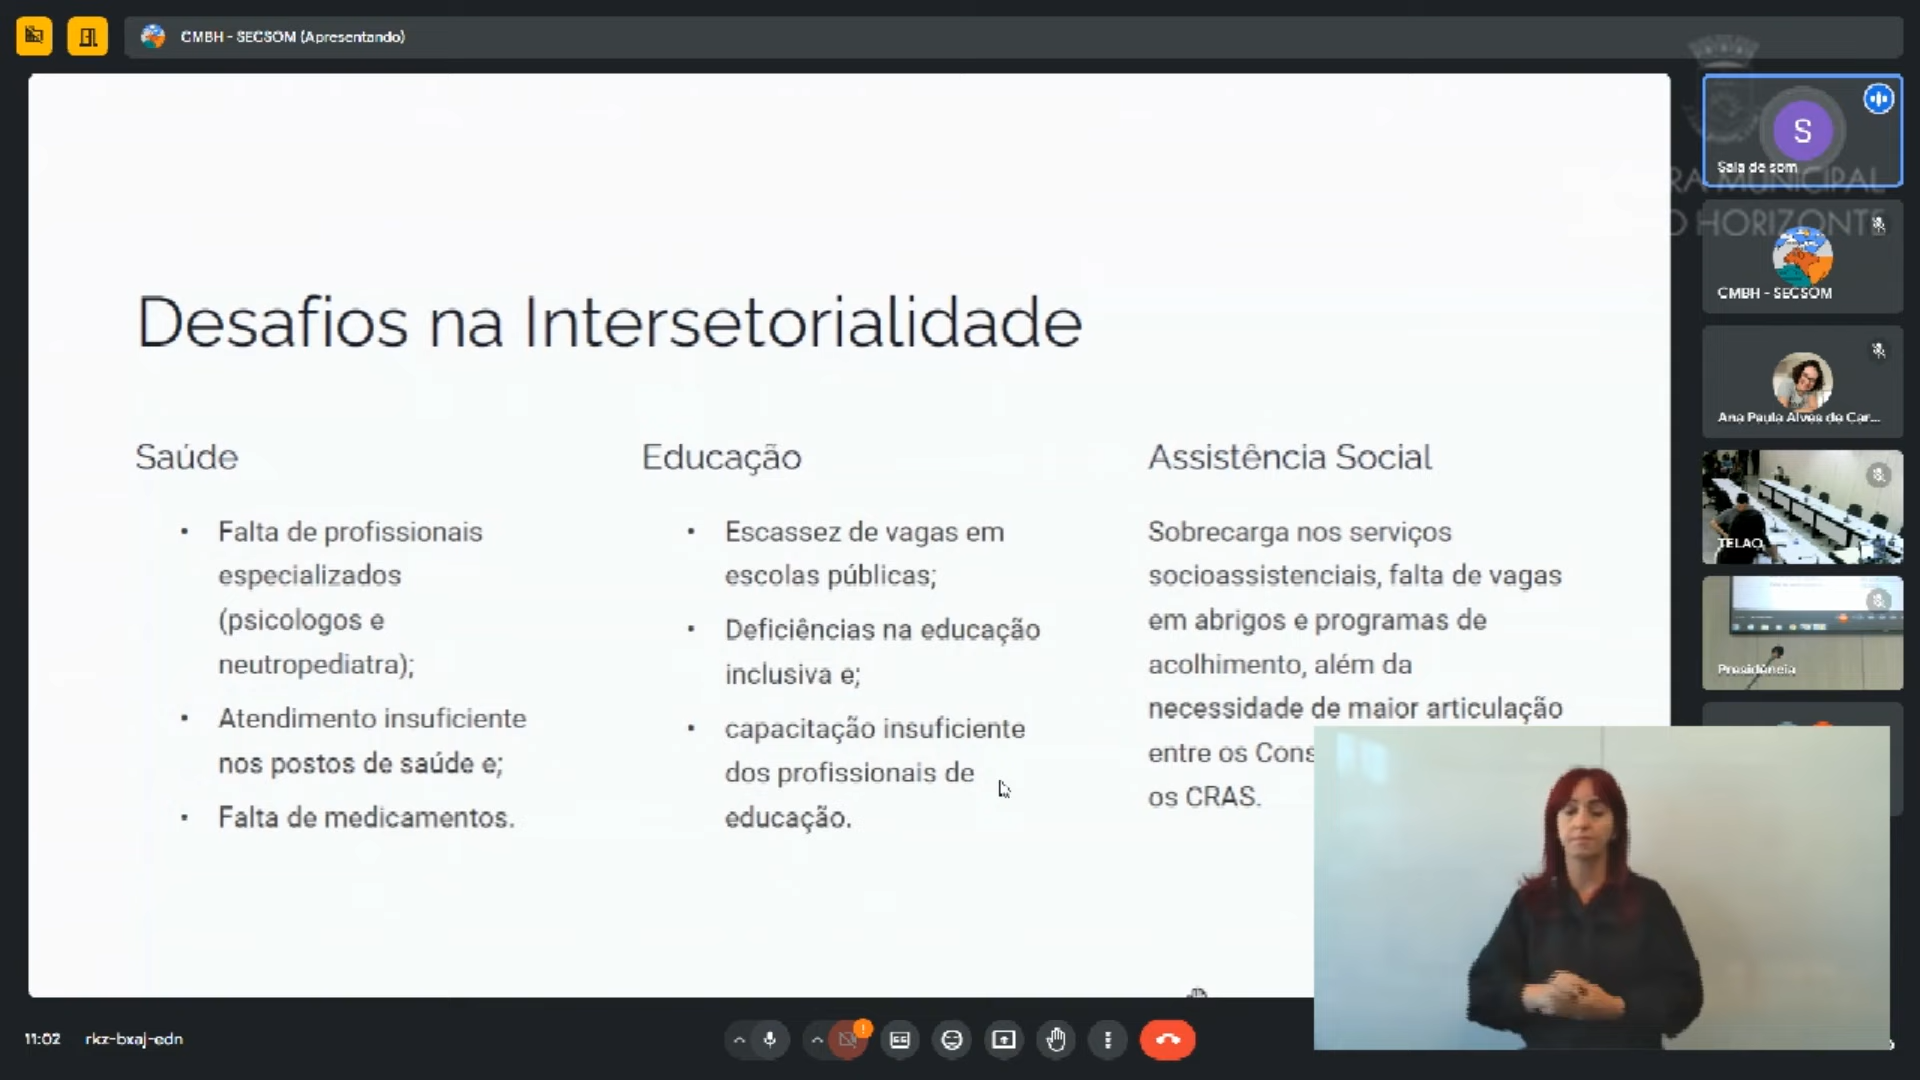 CMBH - SECSOM (Apresentando)
S
Sala de som
RA MUNICIPAL
O HORIZONTE
CMBH - SECSOM
Ana Paula Alves de Car...
TELAO
Presidência
Desafios na Intersetorialidade
Saúde
• Falta de profissionais
especializados
(psicologos e
neutropediatra);
• Atendimento insuficiente
nos postos de saúde e;
• Falta de medicamentos.
Educação
• Escassez de vagas em
escolas públicas;
• Deficiências na educação
inclusiva e;
• capacitação insuficiente
dos profissionais de
educação.
Assistência Social
Sobrecarga nos serviços
socioassistenciais, falta de vagas
em abrigos e programas de
acolhimento, além da
necessidade de maior articulação
entre os Cons
os CRAS.
11:02 rkz-bxaj-edn